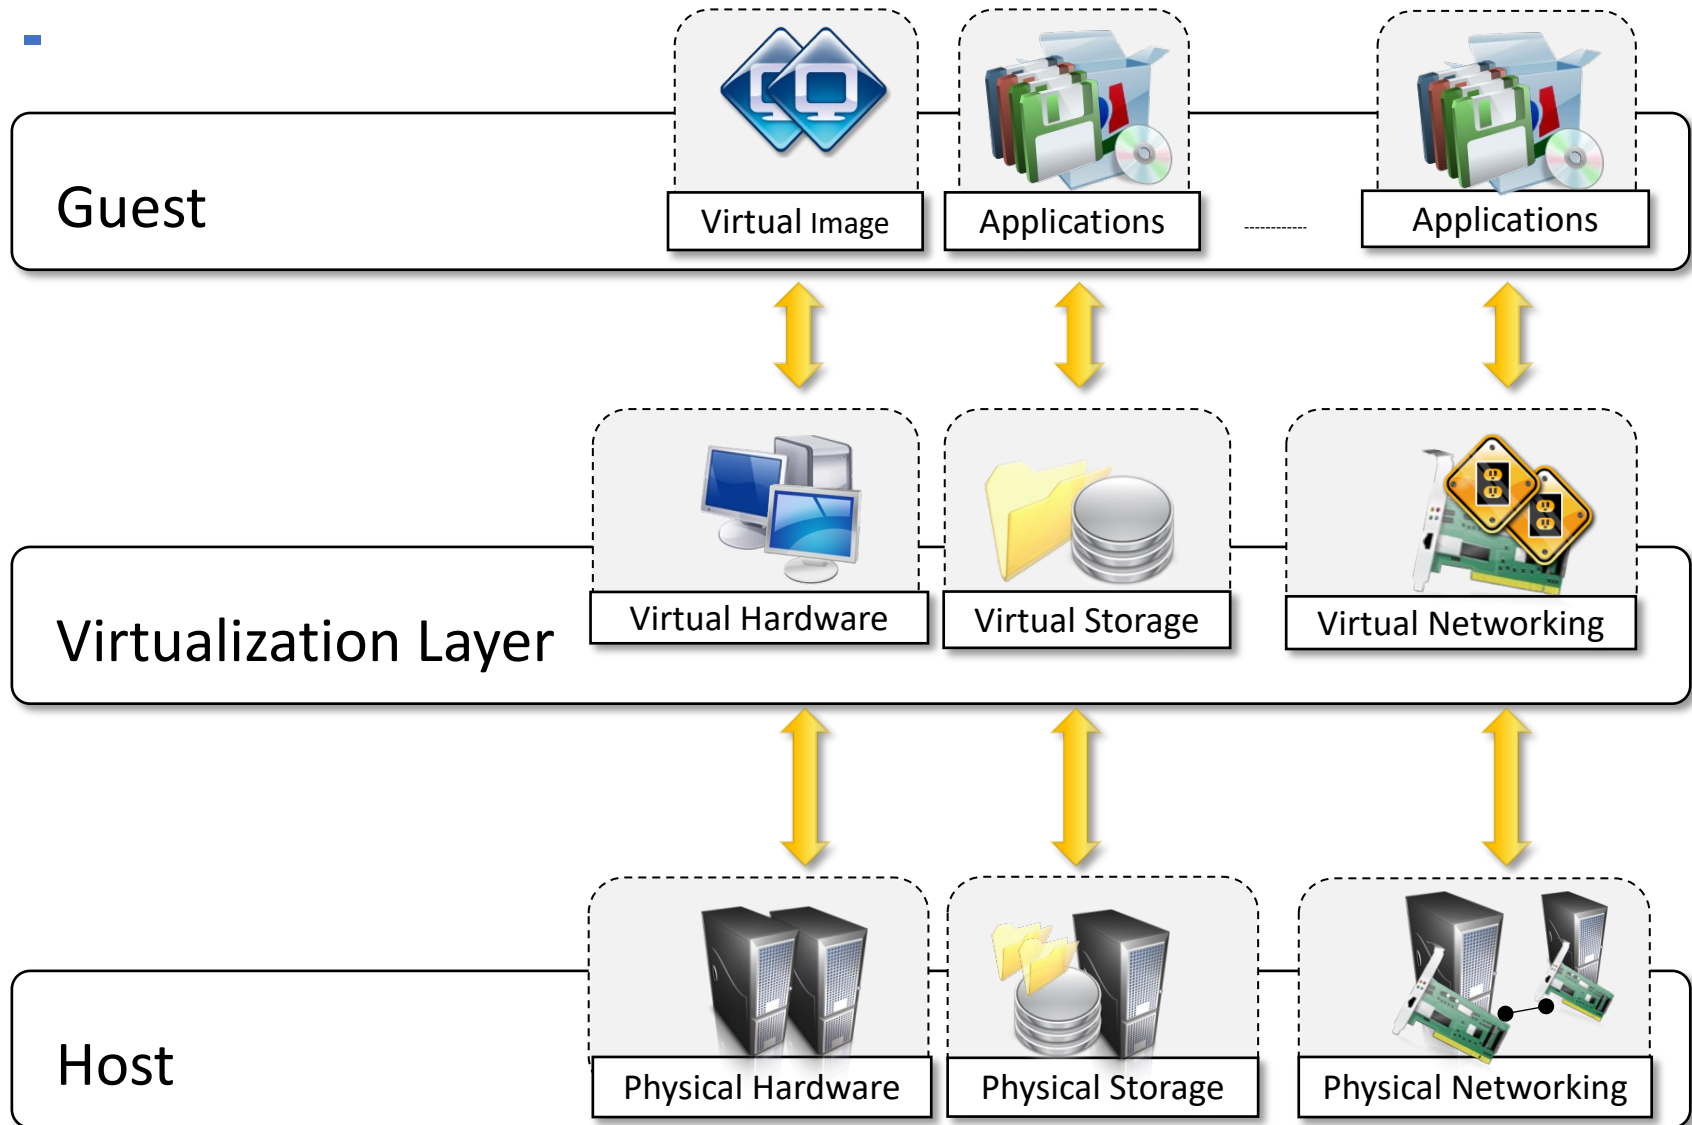 Guest
Virtual Image
Applications
Applications
Virtualization Layer
Virtual Hardware
Virtual Storage
Virtual Networking
Host
Physical Hardware
Physical Storage
Physical Networking